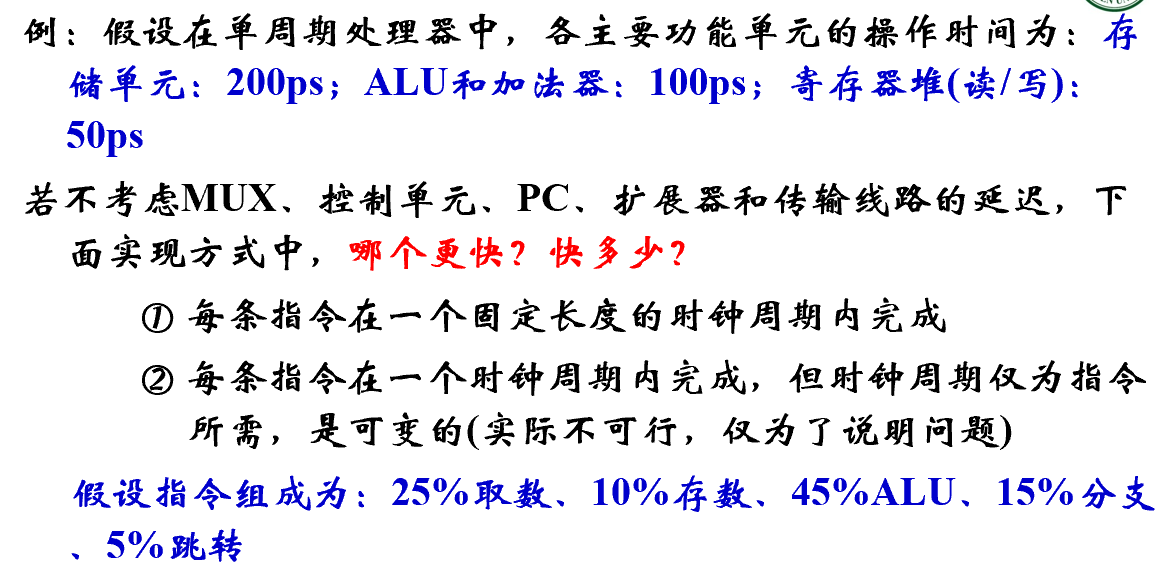 例：假设在单周期处理器中，各主要功能单元的操作时间为：存
储单元：200ps；ALU和加法器：100ps；寄存器堆(读/写)：
50ps
若不考虑MUX、控制单元、PC、扩展器和传输线路的延迟，下
面实现方式中，哪个更快？快多少？
① 每条指令在一个固定长度的时钟周期内完成
② 每条指令在一个时钟周期内完成，但时钟周期仅为指令
所需，是可变的(实际不可行，仅为了说明问题)
假设指令组成为：25%取数、10%存数、45%ALU、15%分支
、5%跳转